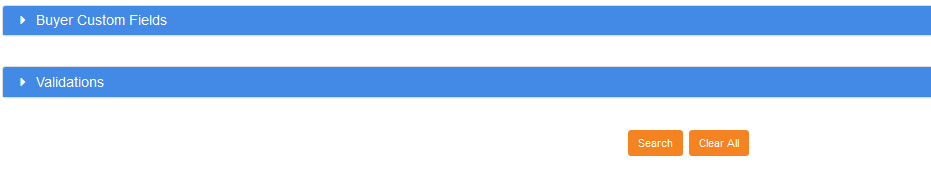 Buyer Custom Fields
Validations
Search Clear All